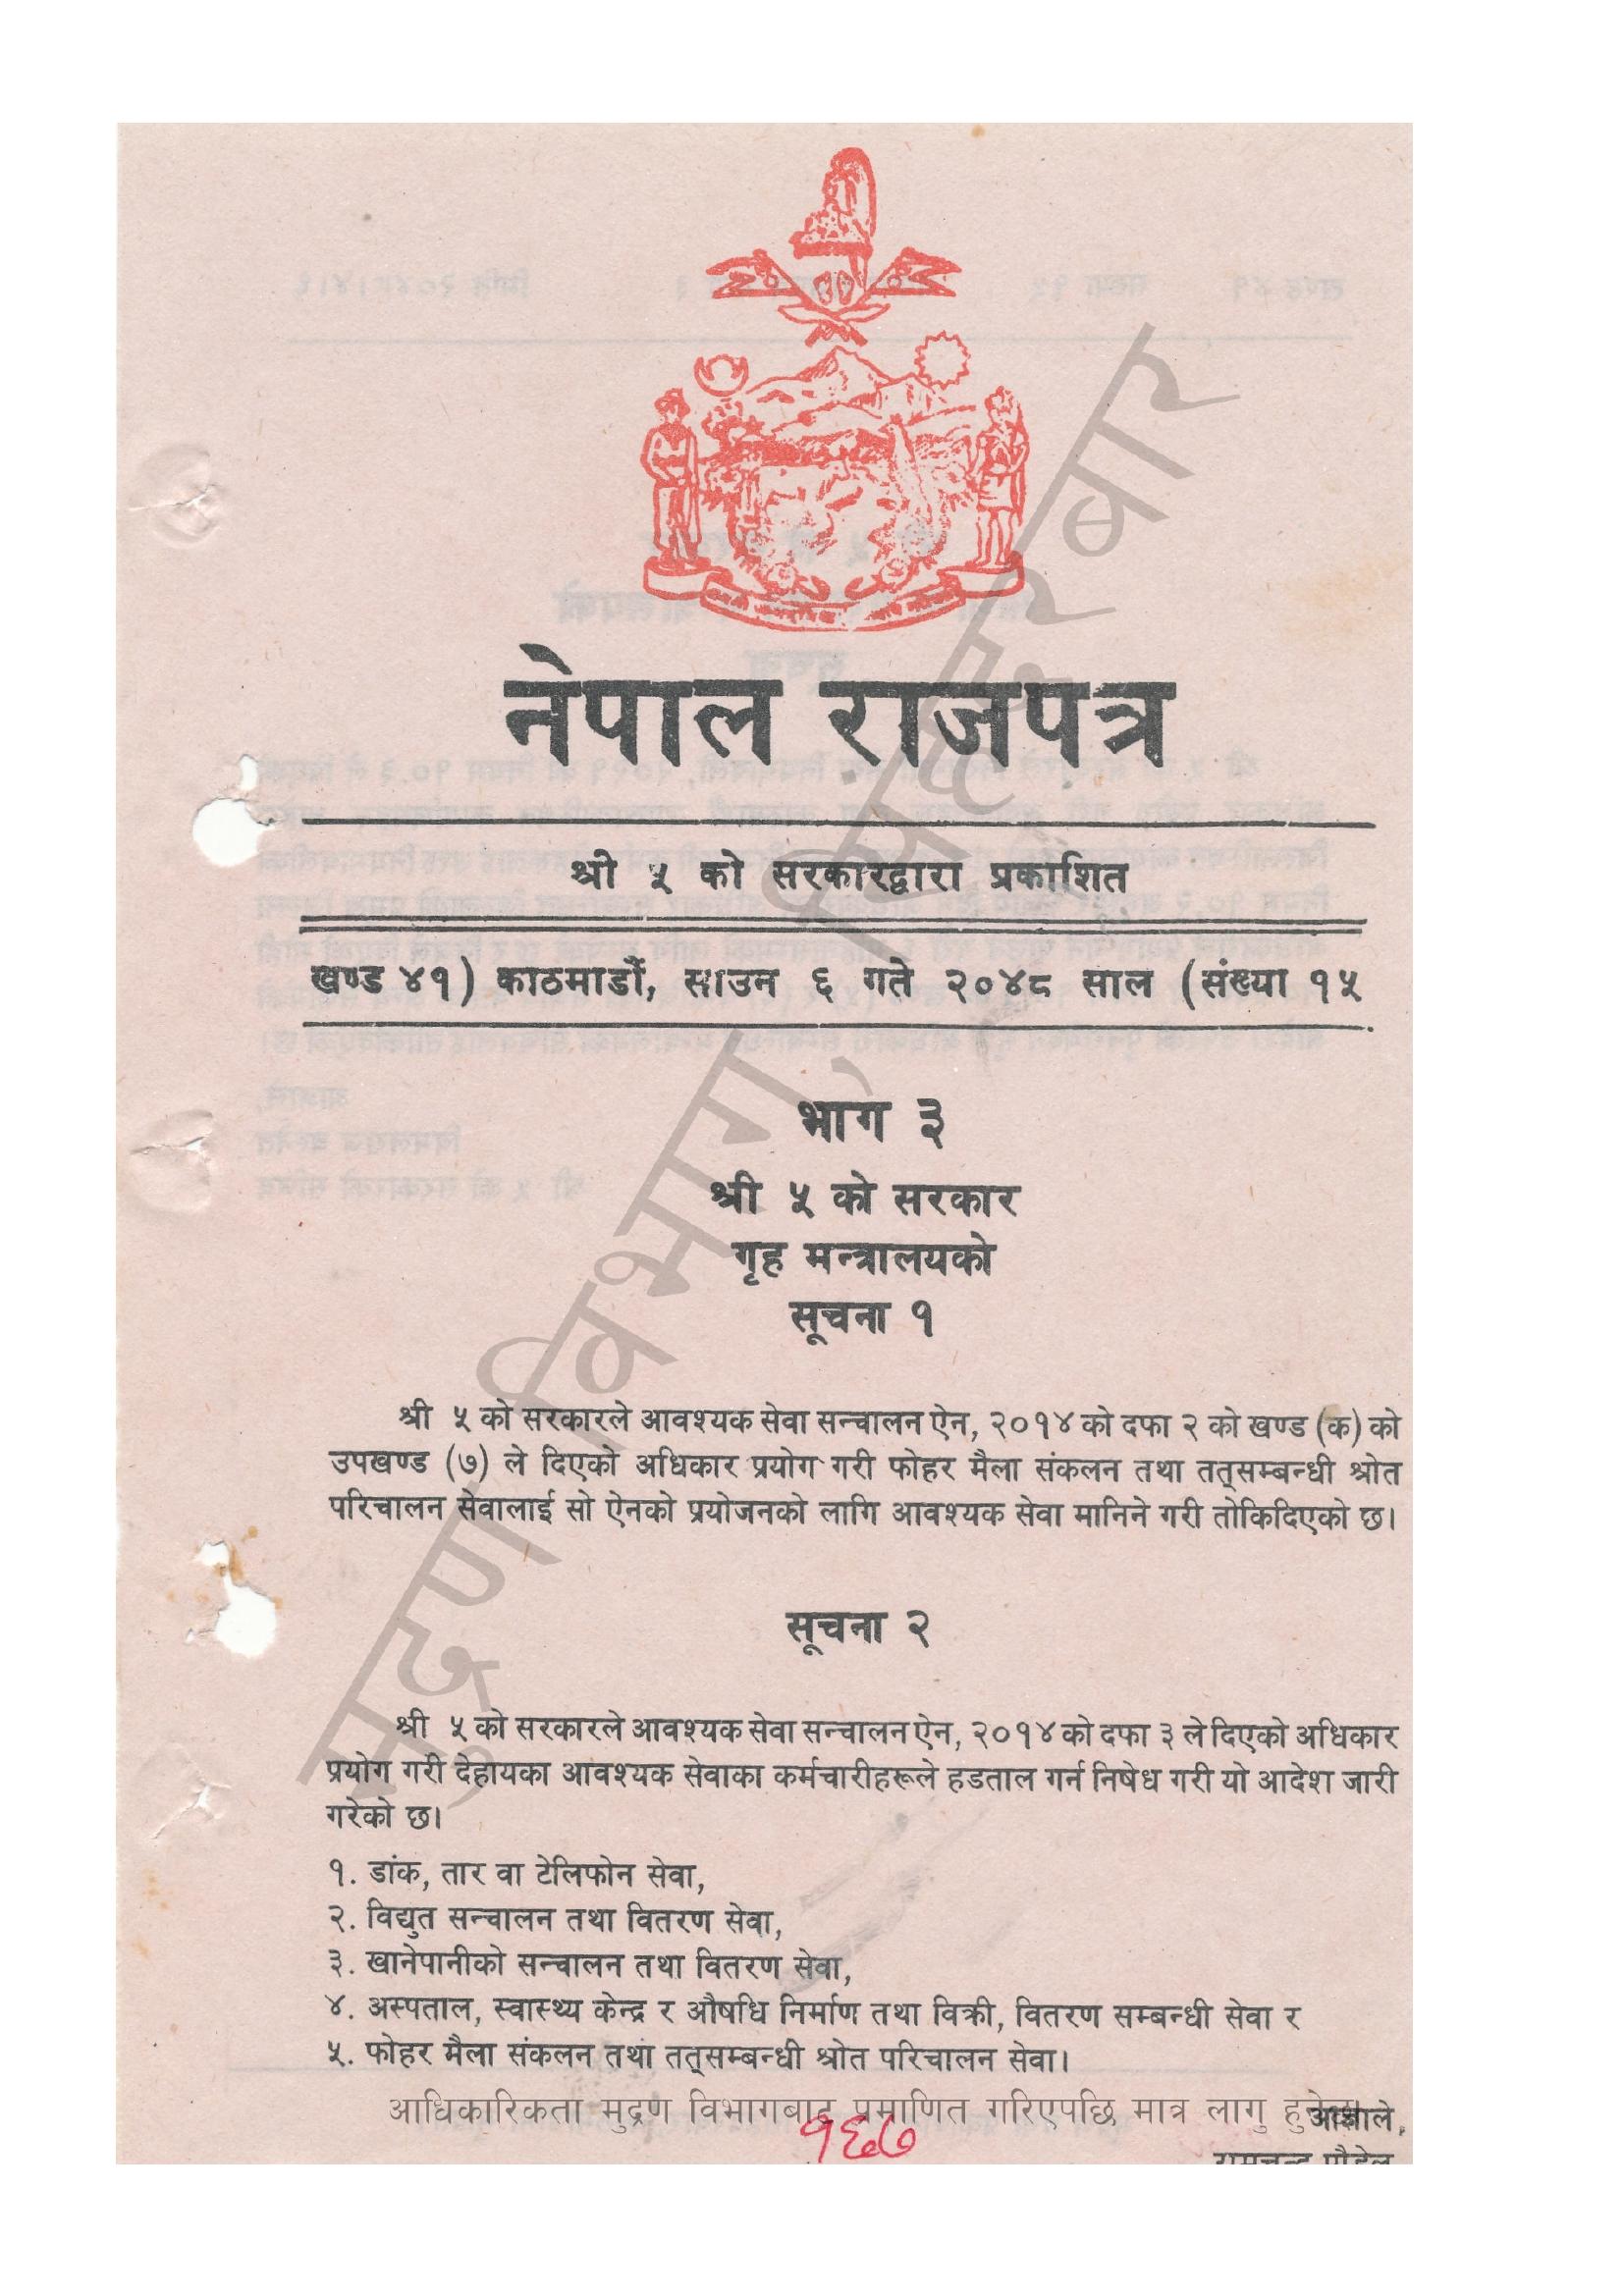 नेपाल राजपत्र
श्री ५ को सरकारद्वारा प्रकाशित
खण्ड ४१) काठमाडौं, साउन ६ गते २०४८ साल (संख्या १५
भाग ३
श्री ५ को सरकार
गृह मन्त्रालयको
सूचना १
श्री ५ को सरकारले आवश्यक सेवा सन्चालन ऐन, २०१४ को दफा २ को खण्ड (क) को
उपखण्ड (७) ले दिएको अधिकार प्रयोग गरी फोहर मैला संकलन तथा तत्सम्बन्धी श्रोत
परिचालन सेवालाई सो ऐनको प्रयोजनको लागि आवश्यक सेवा मानिने गरी तोकिदिएको छ।
सूचना २
श्री ५ को सरकारले आवश्यक सेवा सन्चालन ऐन, २०१४ को दफा ३ ले दिएको अधिकार
प्रयोग गरी देहायका आवश्यक सेवाका कर्मचारीहरूले हडताल गर्न निषेध गरी यो आदेश जारी
गरेको छ।
१. डांक, तार वा टेलिफोन सेवा,
२. विद्युत सन्चालन तथा वितरण सेवा,
३. खानेपानीको सन्चालन तथा वितरण सेवा,
४. अस्पताल, स्वास्थ्य केन्द्र र औषधि निर्माण तथा विक्री, वितरण सम्बन्धी सेवा र
५. फोहर मैला संकलन तथा तत्सम्बन्धी श्रोत परिचालन सेवा।
आज्ञाले,
रामचन्द्र पौडेल
आधिकारिकता मुद्रण विभागबाट प्रमाणित गरिएपछि मात्र लागु हुनेछ।
१६७
मुद्रण विभाग, सिंहदरवार